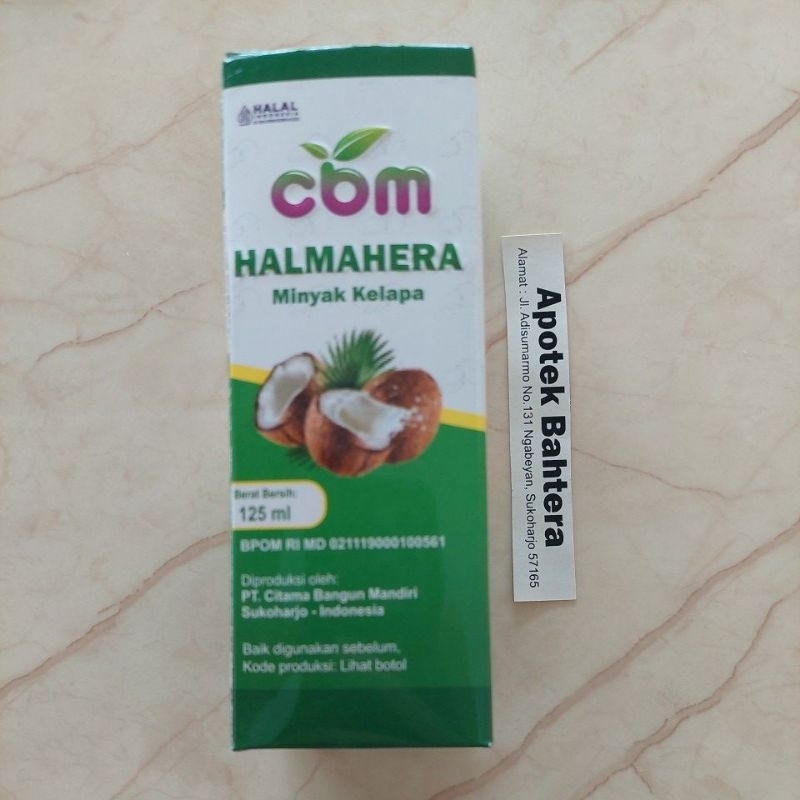 HALAL
INDONESIA
cbm
HALMAHERA
Minyak Kelapa
Berat Bersih:
125 ml
BPOM RI MD 021119000100561
Diproduksi oleh:
PT. Citama Bangun Mandiri
Sukoharjo - Indonesia
Baik digunakan sebelum,
Kode produksi: Lihat botol
Apotek Bahtera
Alamat : Jl. Adisumarmo No.131 Ngabeyan, Sukoharjo 57165